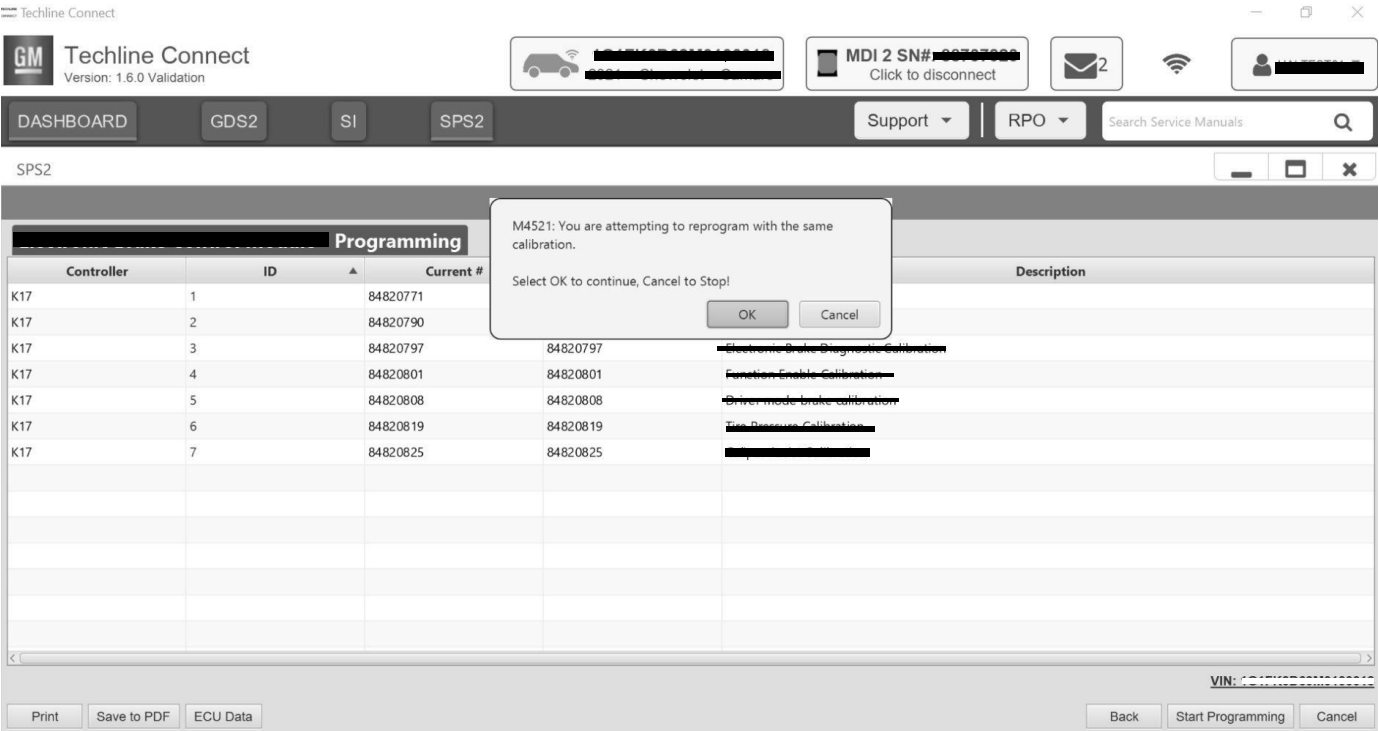 Techline Connect
GM
Techline Connect
Version: 1.6.0 Validation
MDI 2 SN#:
Click to disconnect
2
DASHBOARD GDS2 SI SPS2 Support RPO Search Service Manuals
SPS2
M4521: You are attempting to reprogram with the same
calibration.
Select OK to continue, Cancel to Stop!
OK Cancel
Programming
Controller ID Current # Description
K17 1 84820771
K17 2 84820790
K17 3 84820797 84820797 Electronic Brake Diagnostic Calibration
K17 4 84820801 84820801 Function Enable Calibration
K17 5 84820808 84820808 Driver mode brake calibration
K17 6 84820819 84820819 Tire Pressure Calibration
K17 7 84820825 84820825
VIN:
Print Save to PDF ECU Data Back Start Programming Cancel